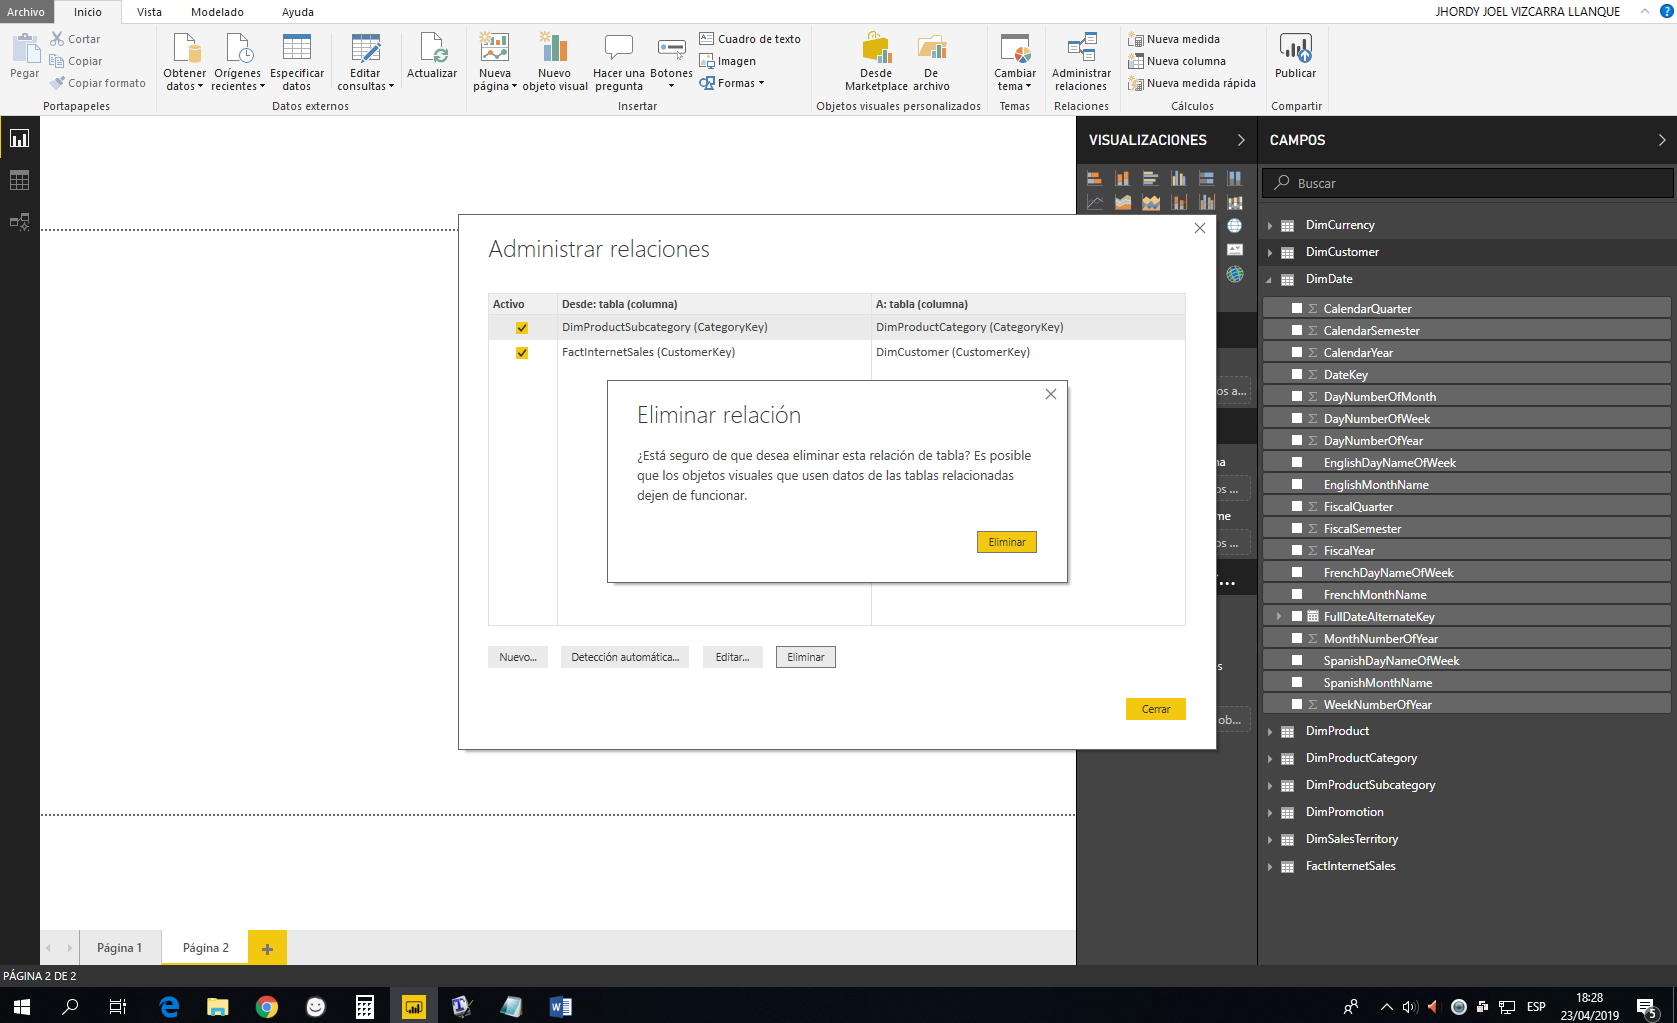 Archivo
Inicio
Vista
Modelado
Ayuda
JHORDY JOEL VIZCARRA LLANQUE
?
Pegar
Cortar
Copiar
Copiar formato
Portapapeles
Obtener
datos
Orígenes
recientes
Especificar
datos
Datos externos
Editar
consultas
Actualizar
Nueva
página
Nuevo
objeto visual
Hacer una
pregunta
Botones
Cuadro de texto
Imagen
Formas
Insertar
Desde
Marketplace
De
archivo
Objetos visuales personalizados
Cambiar
tema
Temas
Administrar
relaciones
Relaciones
Nueva medida
Nueva columna
Nueva medida rápida
Cálculos
Publicar
Compartir
VISUALIZACIONES
os a...
na
os ...
me
os ...
...
s
ob...
CAMPOS
Buscar
DimCurrency
DimCustomer
DimDate
Σ CalendarQuarter
Σ CalendarSemester
Σ CalendarYear
Σ DateKey
Σ DayNumberOfMonth
Σ DayNumberOfWeek
Σ DayNumberOfYear
EnglishDayNameOfWeek
EnglishMonthName
Σ FiscalQuarter
Σ FiscalSemester
Σ FiscalYear
FrenchDayNameOfWeek
FrenchMonthName
FullDateAlternateKey
Σ MonthNumberOfYear
SpanishDayNameOfWeek
SpanishMonthName
Σ WeekNumberOfYear
DimProduct
DimProductCategory
DimProductSubcategory
DimPromotion
DimSalesTerritory
FactInternetSales
Administrar relaciones
Activo Desde: tabla (columna) A: tabla (columna)
DimProductSubcategory (CategoryKey) DimProductCategory (CategoryKey)
FactInternetSales (CustomerKey) DimCustomer (CustomerKey)
Eliminar relación
¿Está seguro de que desea eliminar esta relación de tabla? Es posible
que los objetos visuales que usen datos de las tablas relacionadas
dejen de funcionar.
Eliminar
Nuevo... Detección automática... Editar... Eliminar
Cerrar
Página 1 Página 2 +
PÁGINA 2 DE 2
ESP
18:28
23/04/2019
5